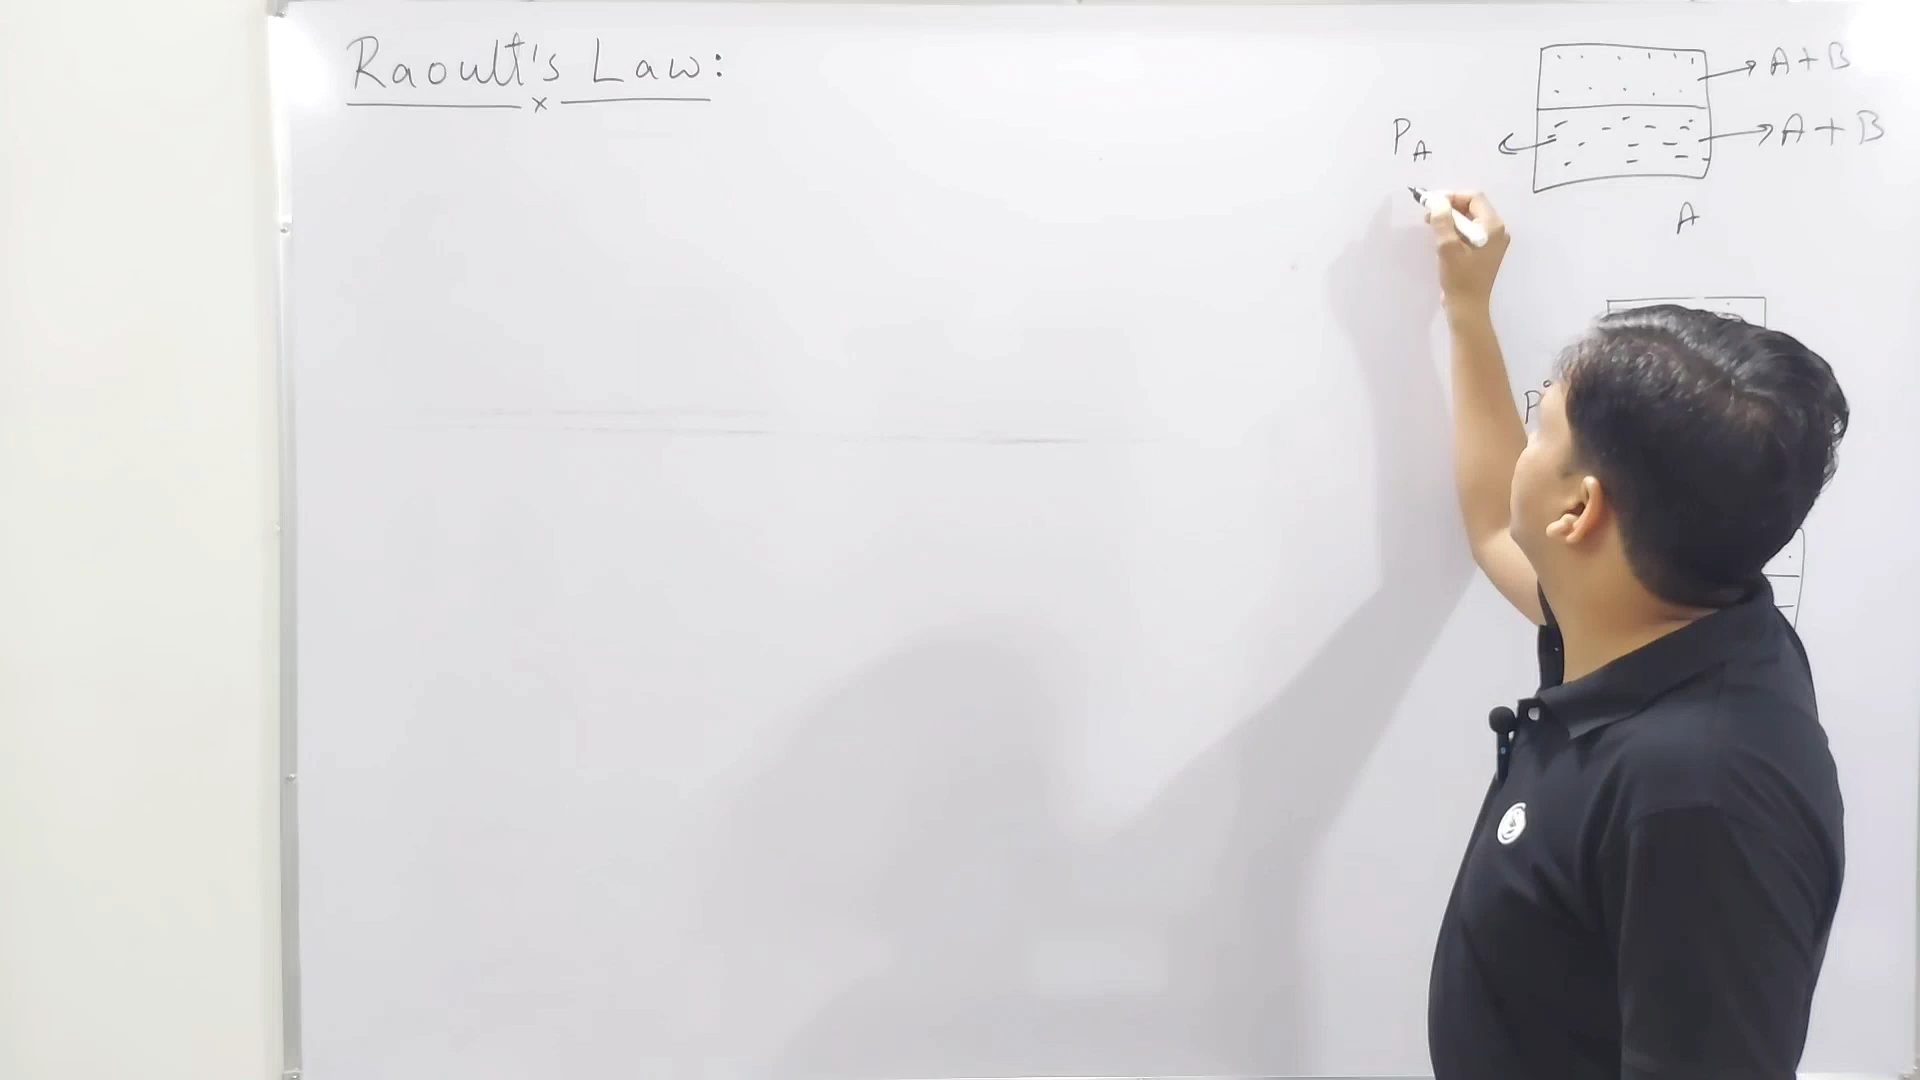 Raoult's Law:
A + B
A + B
P_A
A
P°